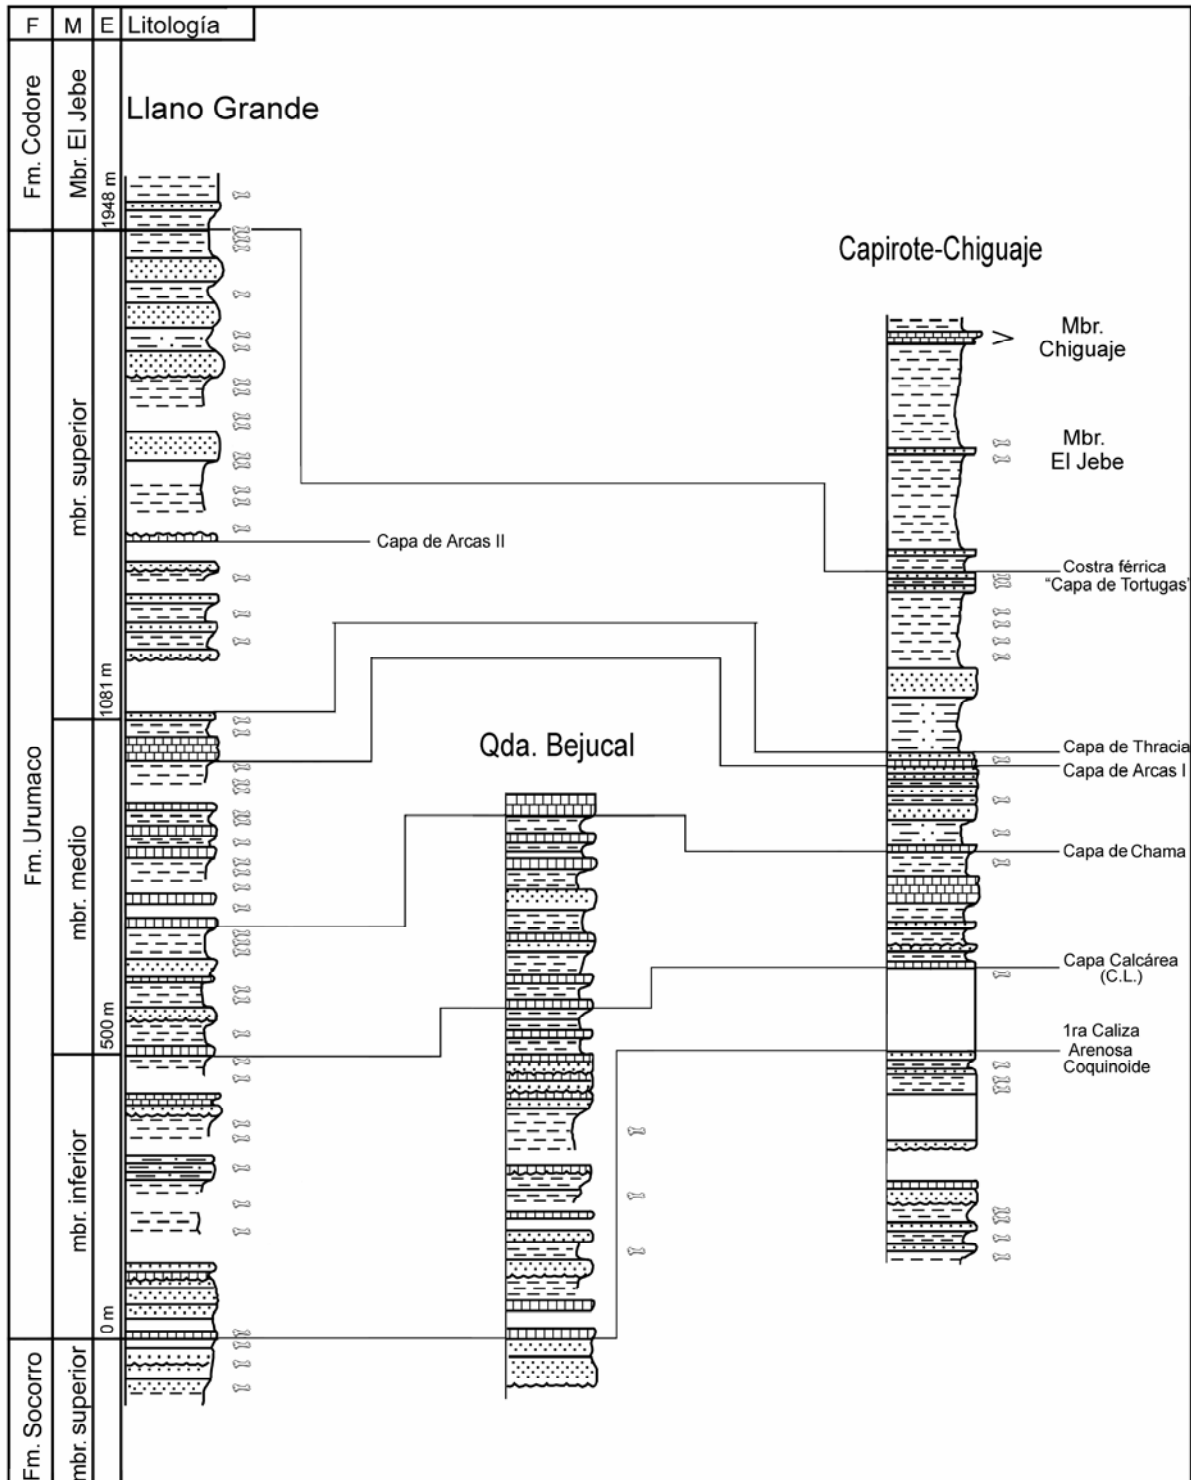 F M E Litología
Fm. Codore
Mbr. El Jebe
1948 m
Llano Grande
Capirote-Chiguaje
Mbr.
Chiguaje
Mbr.
El Jebe
Fm. Urumaco
mbr. superior
1081 m
Capa de Arcas II
Costra férrica
"Capa de Tortugas"
Qda. Bejucal
Capa de Thracia
Capa de Arcas I
mbr. medio
500 m
Capa de Chama
Capa Calcárea
(C.L.)
1ra Caliza
Arenosa
Coquinoide
mbr. inferior
0 m
Fm. Socorro
mbr. superior